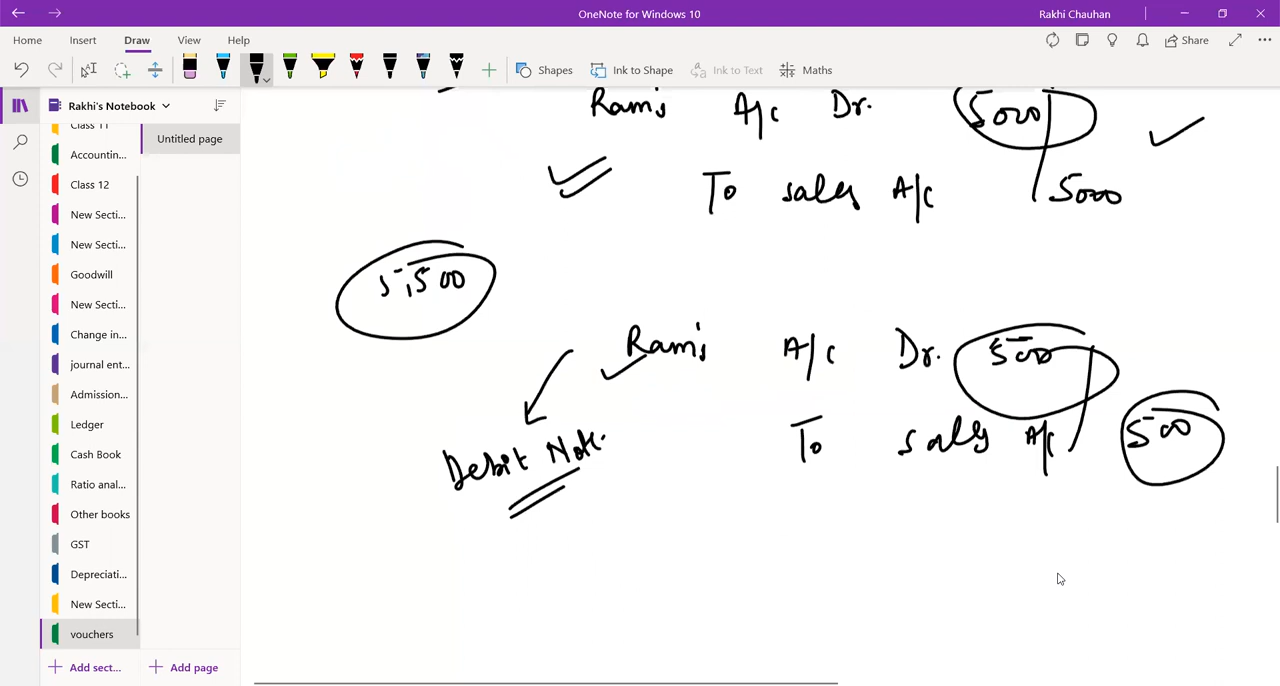 OneNote for Windows 10
Rakhi Chauhan
Home Insert Draw View Help
Share
Shapes Ink to Shape Ink to Text Maths
Rakhi's Notebook
Untitled page
Class 11
Accountin...
Class 12
New Secti...
New Secti...
Goodwill
New Secti...
Change in...
journal ent...
Admission...
Ledger
Cash Book
Ratio anal...
Other books
GST
Depreciati...
New Secti...
vouchers
Add sect... Add page
Ram's A/c Dr. 5000
To sales A/c 5000
5,500
Ram's A/c Dr. 500
To sales A/c 500
Debit Note.